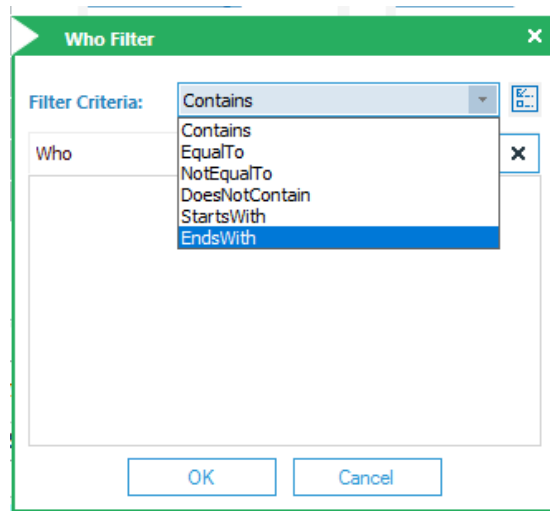 Who Filter
Filter Criteria:
Contains
Contains
EqualTo
NotEqualTo
DoesNotContain
StartsWith
EndsWith
Who
OK
Cancel